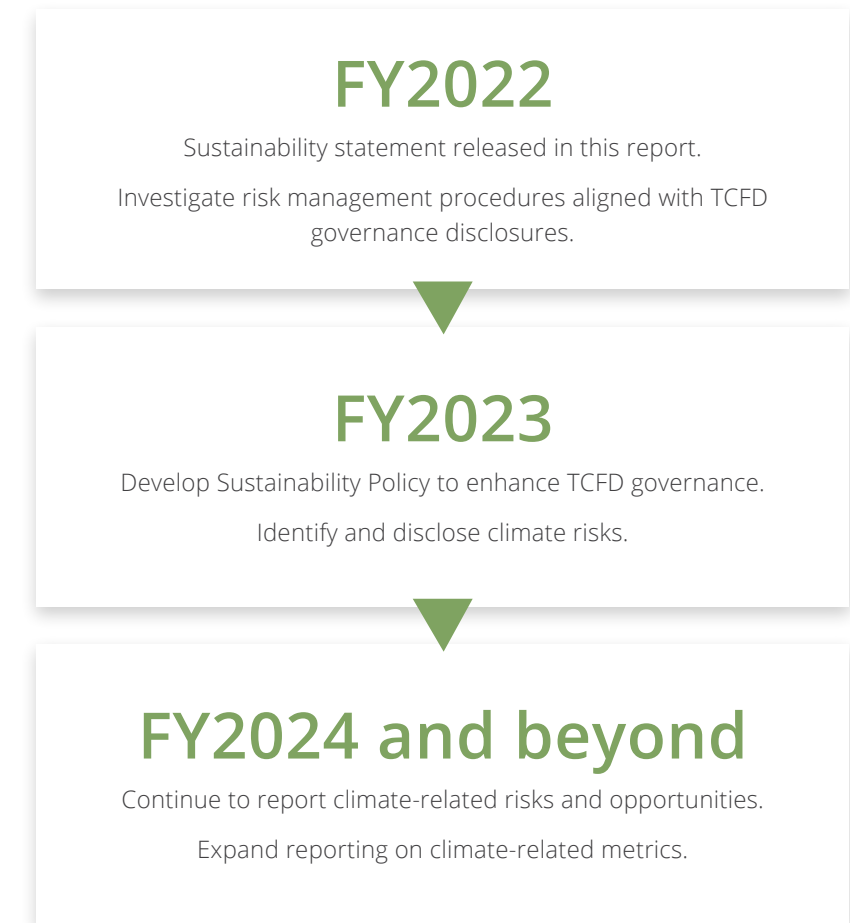 FY2022
Sustainability statement released in this report.
Investigate risk management procedures aligned with TCFD
governance disclosures.
FY2023
Develop Sustainability Policy to enhance TCFD governance.
Identify and disclose climate risks.
FY2024 and beyond
Continue to report climate-related risks and opportunities.
Expand reporting on climate-related metrics.